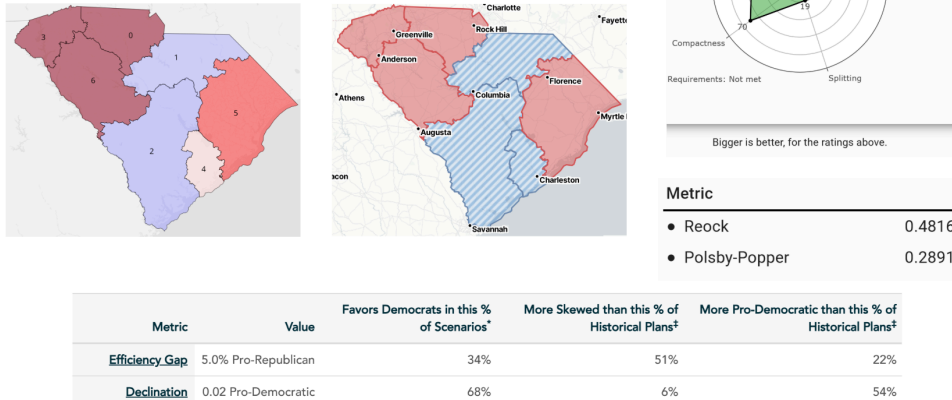 3
0
1
6
5
2
4
Charlotte
Fayett
Greenville
Rock Hill
Anderson
Florence
Columbia
Athens
Myrtle
Augusta
acon
Charleston
Savannah
19
70
Compactness
Requirements: Not met
Splitting
Bigger is better, for the ratings above.
Metric
Reock 0.4816
Polsby-Popper 0.2891
Metric Value Favors Democrats in this % of Scenarios* More Skewed than this % of Historical Plans‡ More Pro-Democratic than this % of Historical Plans‡
Efficiency Gap 5.0% Pro-Republican 34% 51% 22%
Declination 0.02 Pro-Democratic 68% 6% 54%